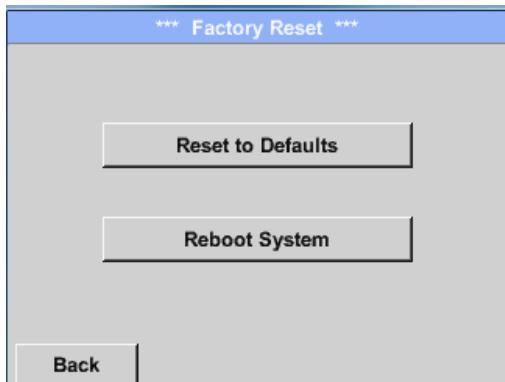 *** Factory Reset ***
Reset to Defaults
Reboot System
Back